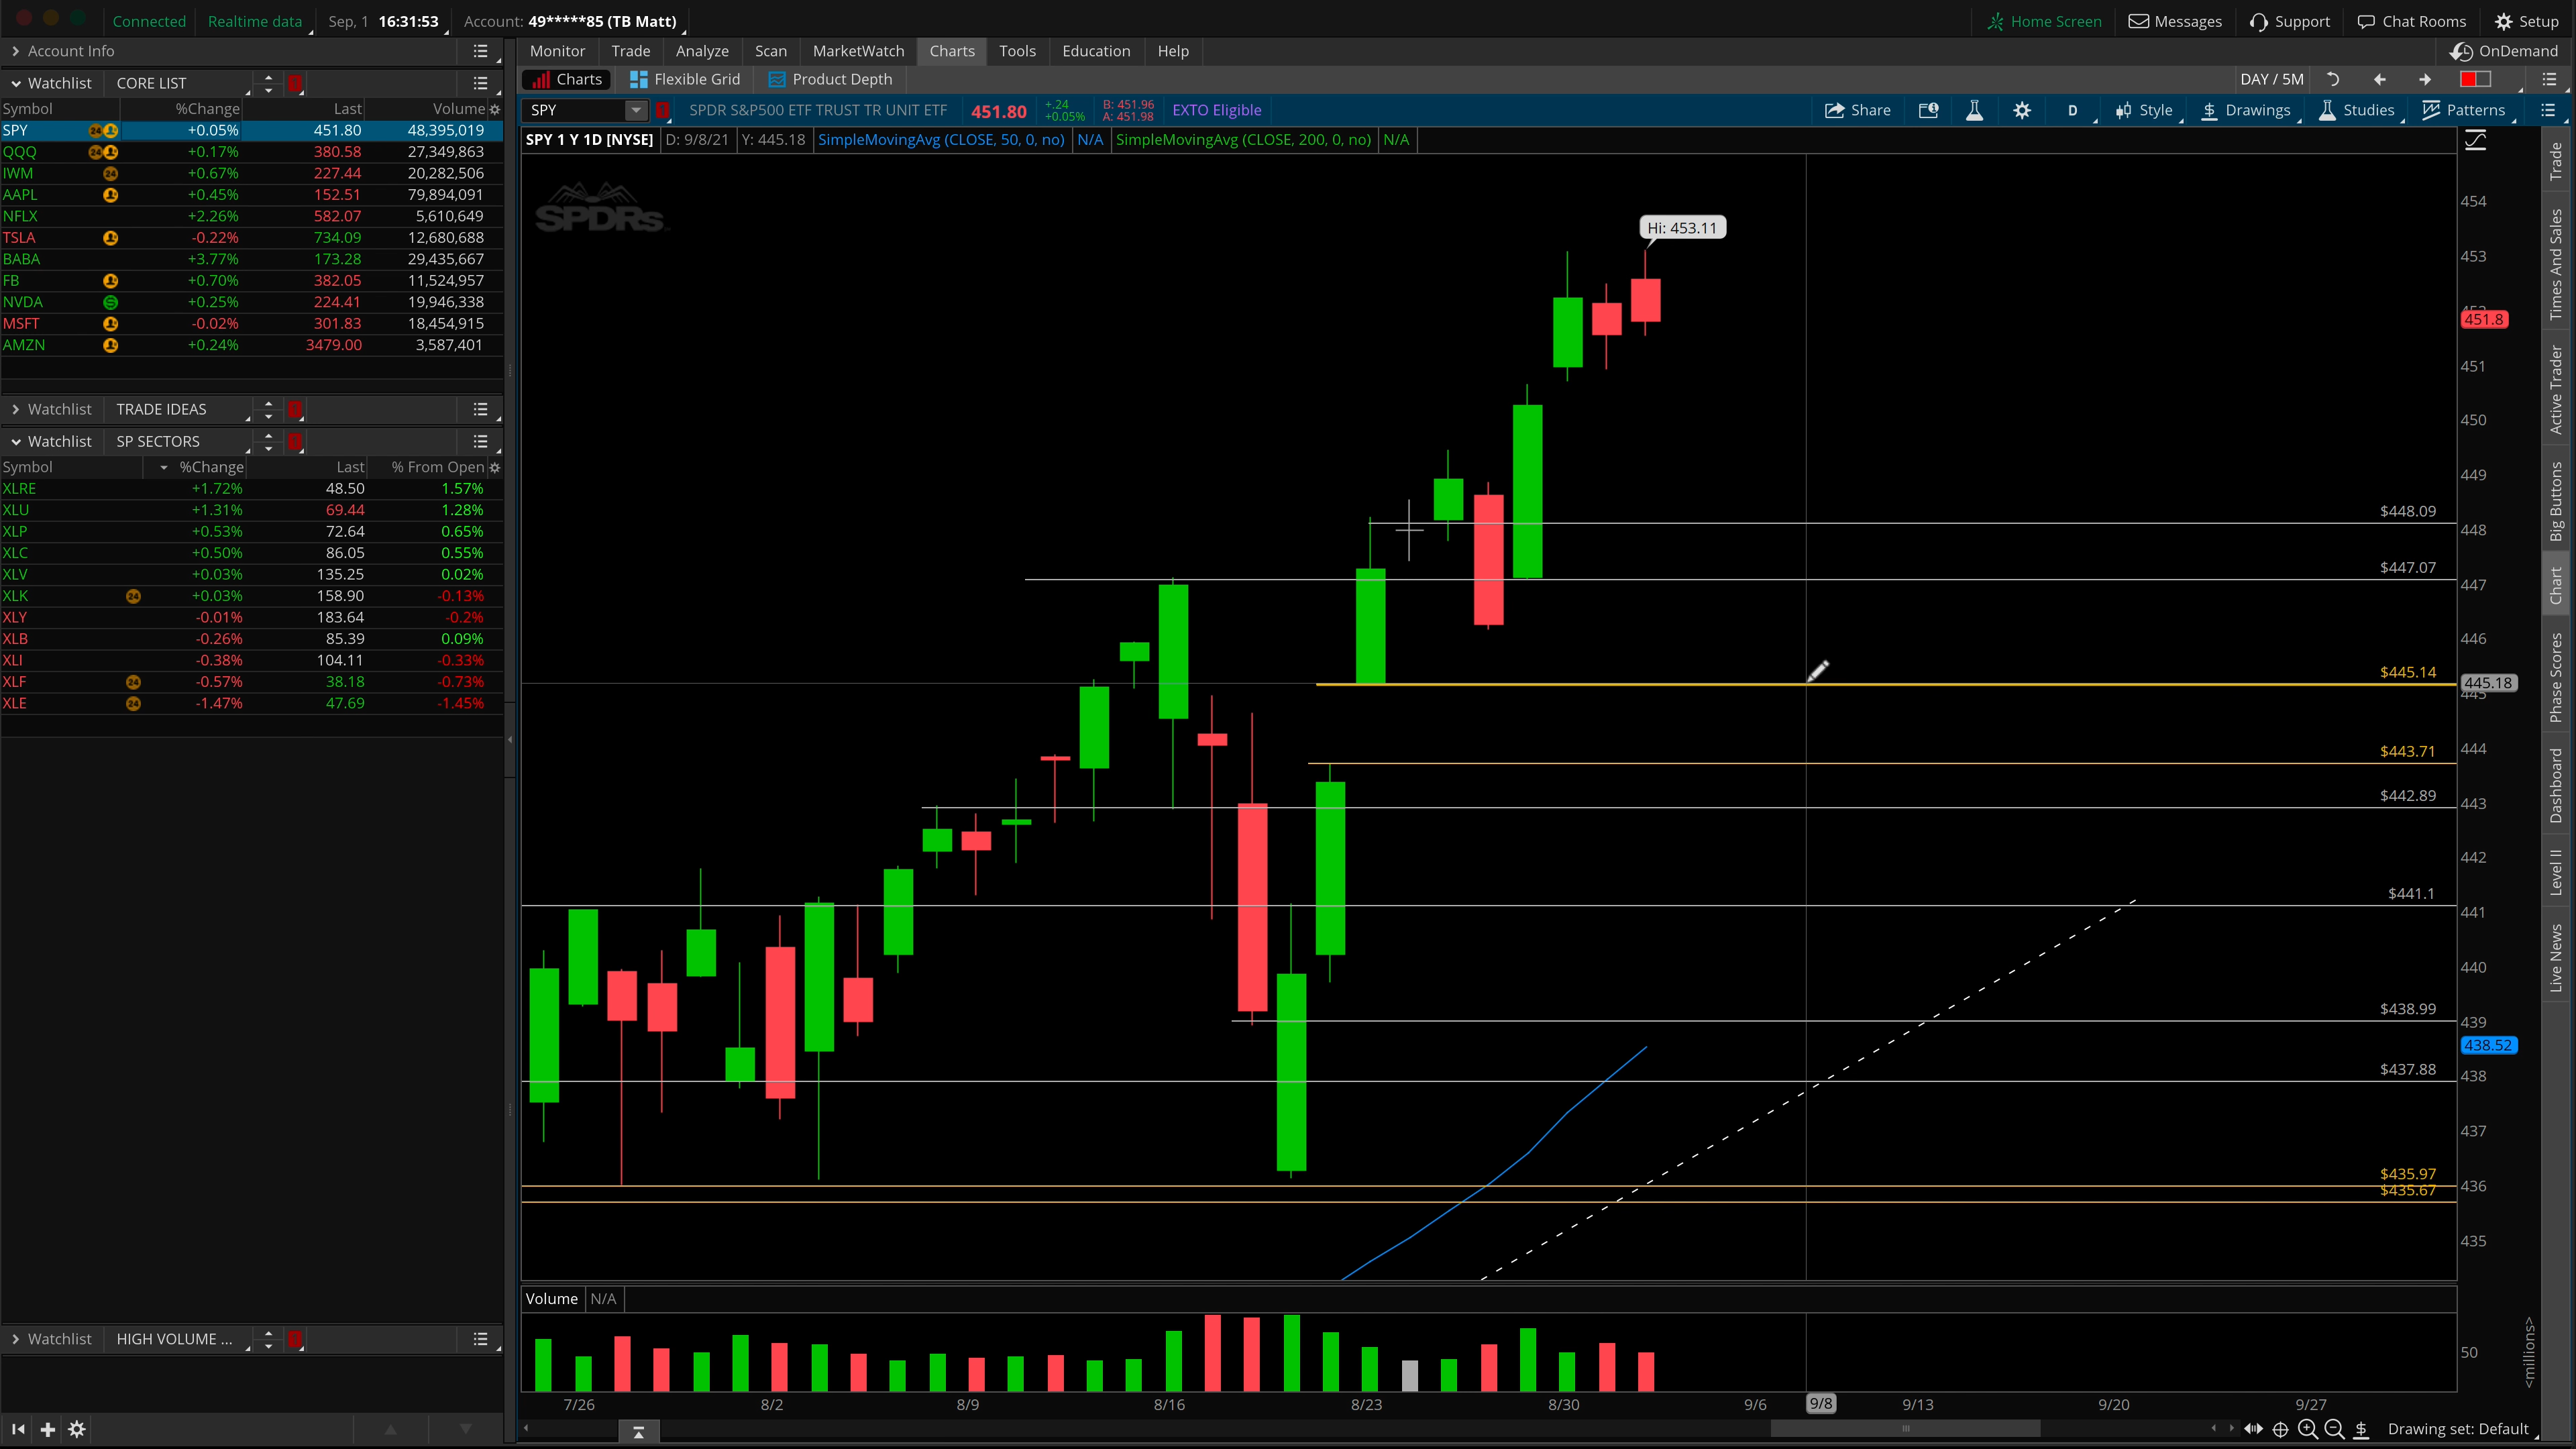 Connected Realtime data Sep, 1 16:31:53 Account: 49*****85 (TB Matt) Home Screen Messages Support Chat Rooms Setup
Account Info Monitor Trade Analyze Scan MarketWatch Charts Tools Education Help OnDemand
Watchlist CORE LIST Charts Flexible Grid Product Depth DAY / 5M
SPY SPDR S&P500 ETF TRUST TR UNIT ETF 451.80 +.24 +0.05% B: 451.96 A: 451.98 EXTO Eligible Share D Style Drawings Studies Patterns
SPY 1 Y 1D [NYSE] D: 9/8/21 Y: 445.18 SimpleMovingAvg (CLOSE, 50, 0, no) N/A SimpleMovingAvg (CLOSE, 200, 0, no) N/A
Symbol %Change Last Volume
SPY 24 +0.05% 451.80 48,395,019
QQQ 24 +0.17% 380.58 27,349,863
IWM 24 +0.67% 227.44 20,282,506
AAPL +0.45% 152.51 79,894,091
NFLX +2.26% 582.07 5,610,649
TSLA -0.22% 734.09 12,680,688
BABA +3.77% 173.28 29,435,667
FB +0.70% 382.05 11,524,957
NVDA +0.25% 224.41 19,946,338
MSFT -0.02% 301.83 18,454,915
AMZN +0.24% 3479.00 3,587,401
Watchlist TRADE IDEAS
Watchlist SP SECTORS
Symbol %Change Last % From Open
XLRE +1.72% 48.50 1.57%
XLU +1.31% 69.44 1.28%
XLP +0.53% 72.64 0.65%
XLC +0.50% 86.05 0.55%
XLV +0.03% 135.25 0.02%
XLK 24 +0.03% 158.90 -0.13%
XLY -0.01% 183.64 -0.2%
XLB -0.26% 85.39 0.09%
XLI -0.38% 104.11 -0.33%
XLF 24 -0.57% 38.18 -0.73%
XLE 24 -1.47% 47.69 -1.45%
Watchlist HIGH VOLUME ...
SPDRs
Hi: 453.11
$448.09
$447.07
$445.14
$443.71
$442.89
$441.1
$438.99
$437.88
$435.97
$435.67
454
453
451.8
451
450
449
448
447
446
445.18
444
443
442
441
440
439
438.52
438
437
436
435
Volume N/A
50
<millions>
7/26 8/2 8/9 8/16 8/23 8/30 9/6 9/8 9/13 9/20 9/27
Drawing set: Default
Trade
Times And Sales
Active Trader
Big Buttons
Chart
Phase Scores
Dashboard
Level II
Live News